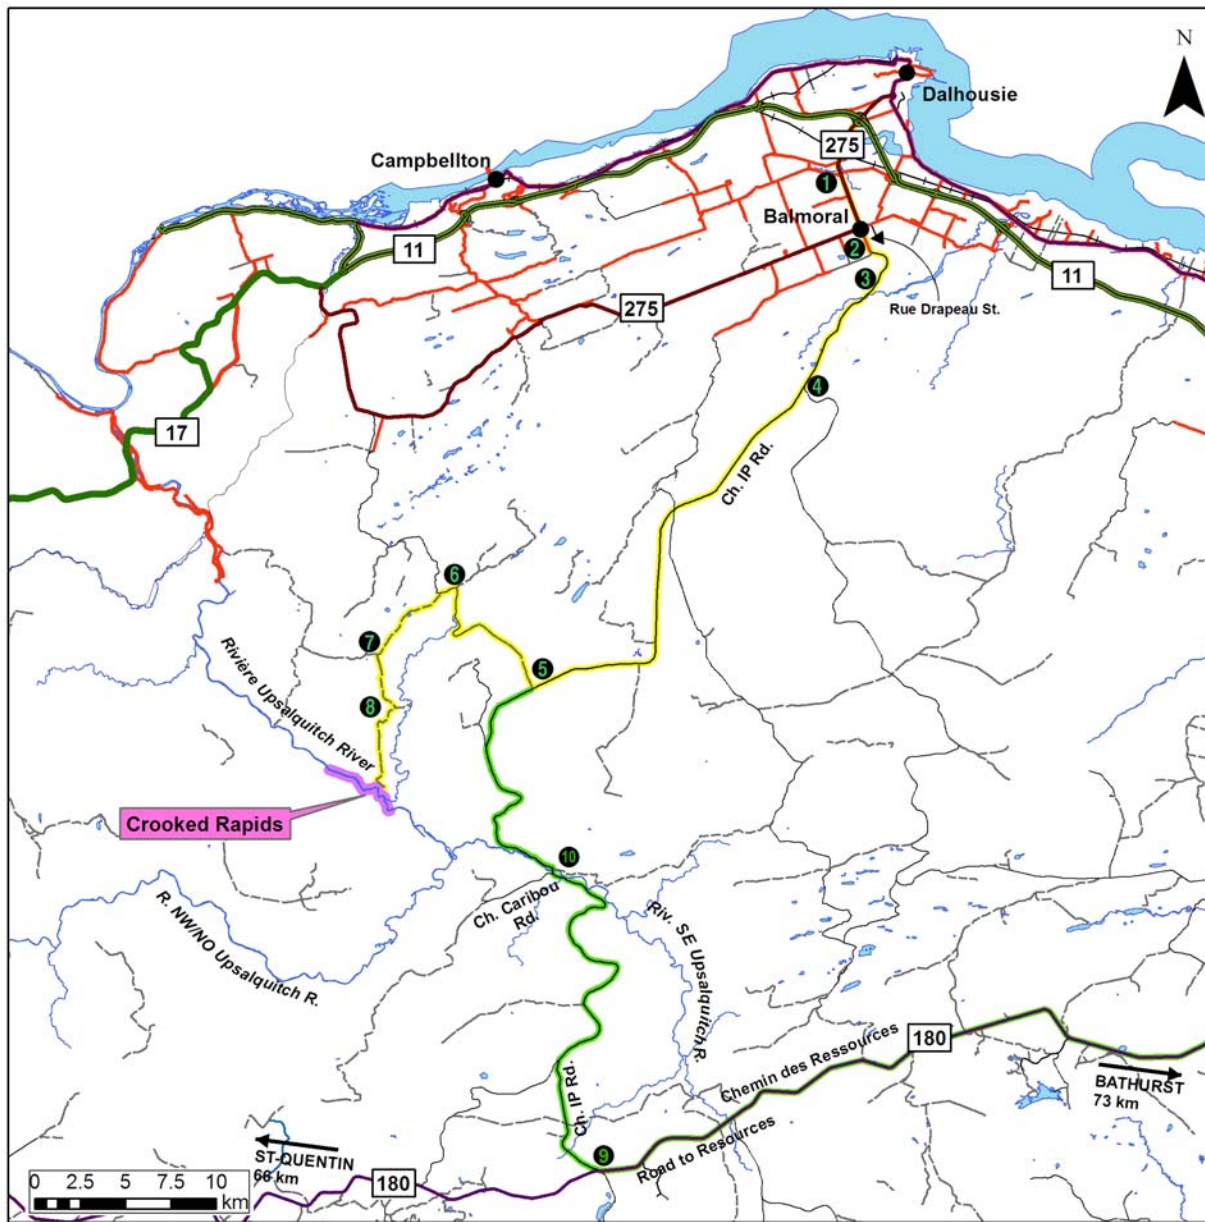 N
Dalhousie
275
Campbellton
1
Balmoral
11
2
3
11
275
Rue Drapeau St.
4
17
Ch. IP Rd.
6
7
5
8
Rivière Upsalquitch River
Crooked Rapids
10
Ch. Caribou
Rd.
R. NW/NO Upsalquitch R.
Riv. SE Upsalquitch R.
180
Chemin des Ressources
Ch. IP Rd.
BATHURST
73 km
Road to Resources
9
ST-QUENTIN
66 km
180
0 2.5 5 7.5 10
km